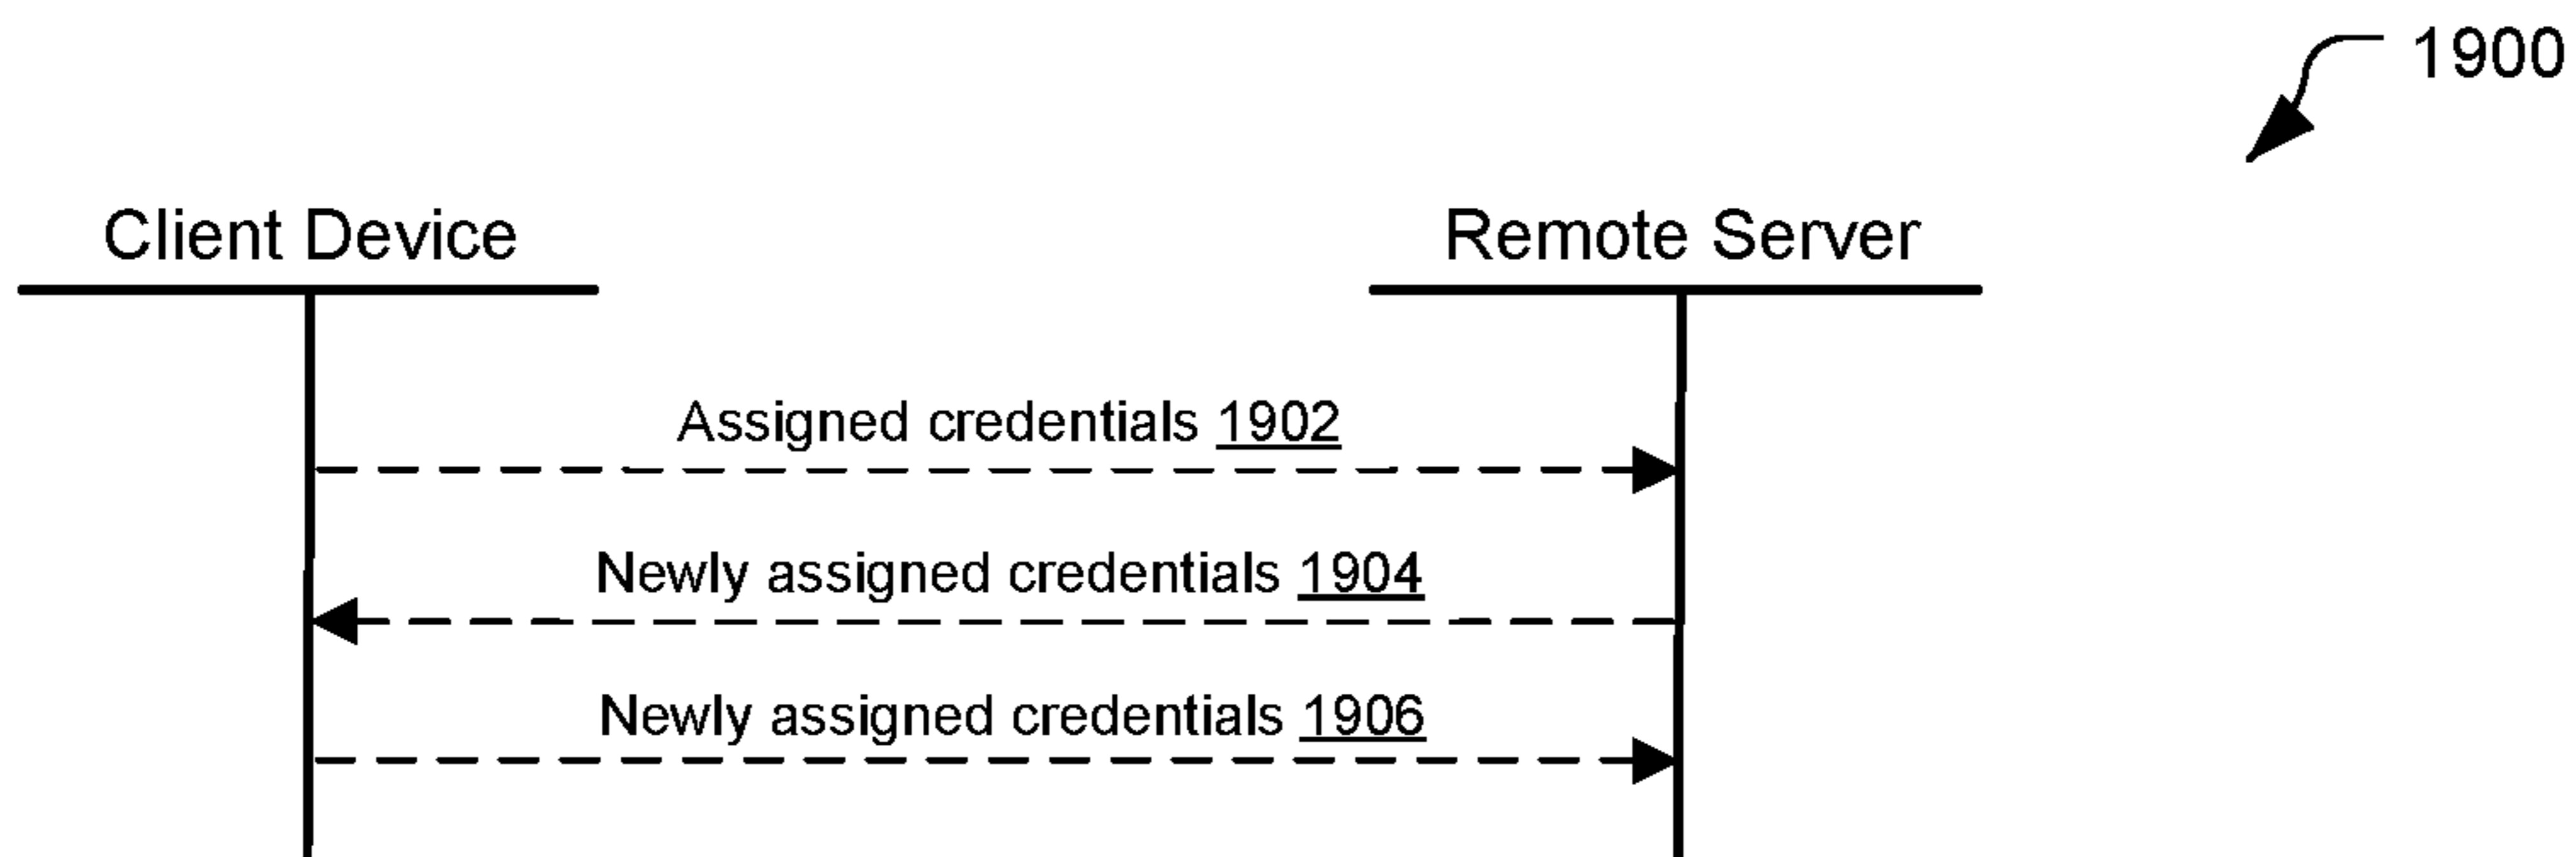 1900
Client Device
Remote Server
Assigned credentials 1902
Newly assigned credentials 1904
Newly assigned credentials 1906